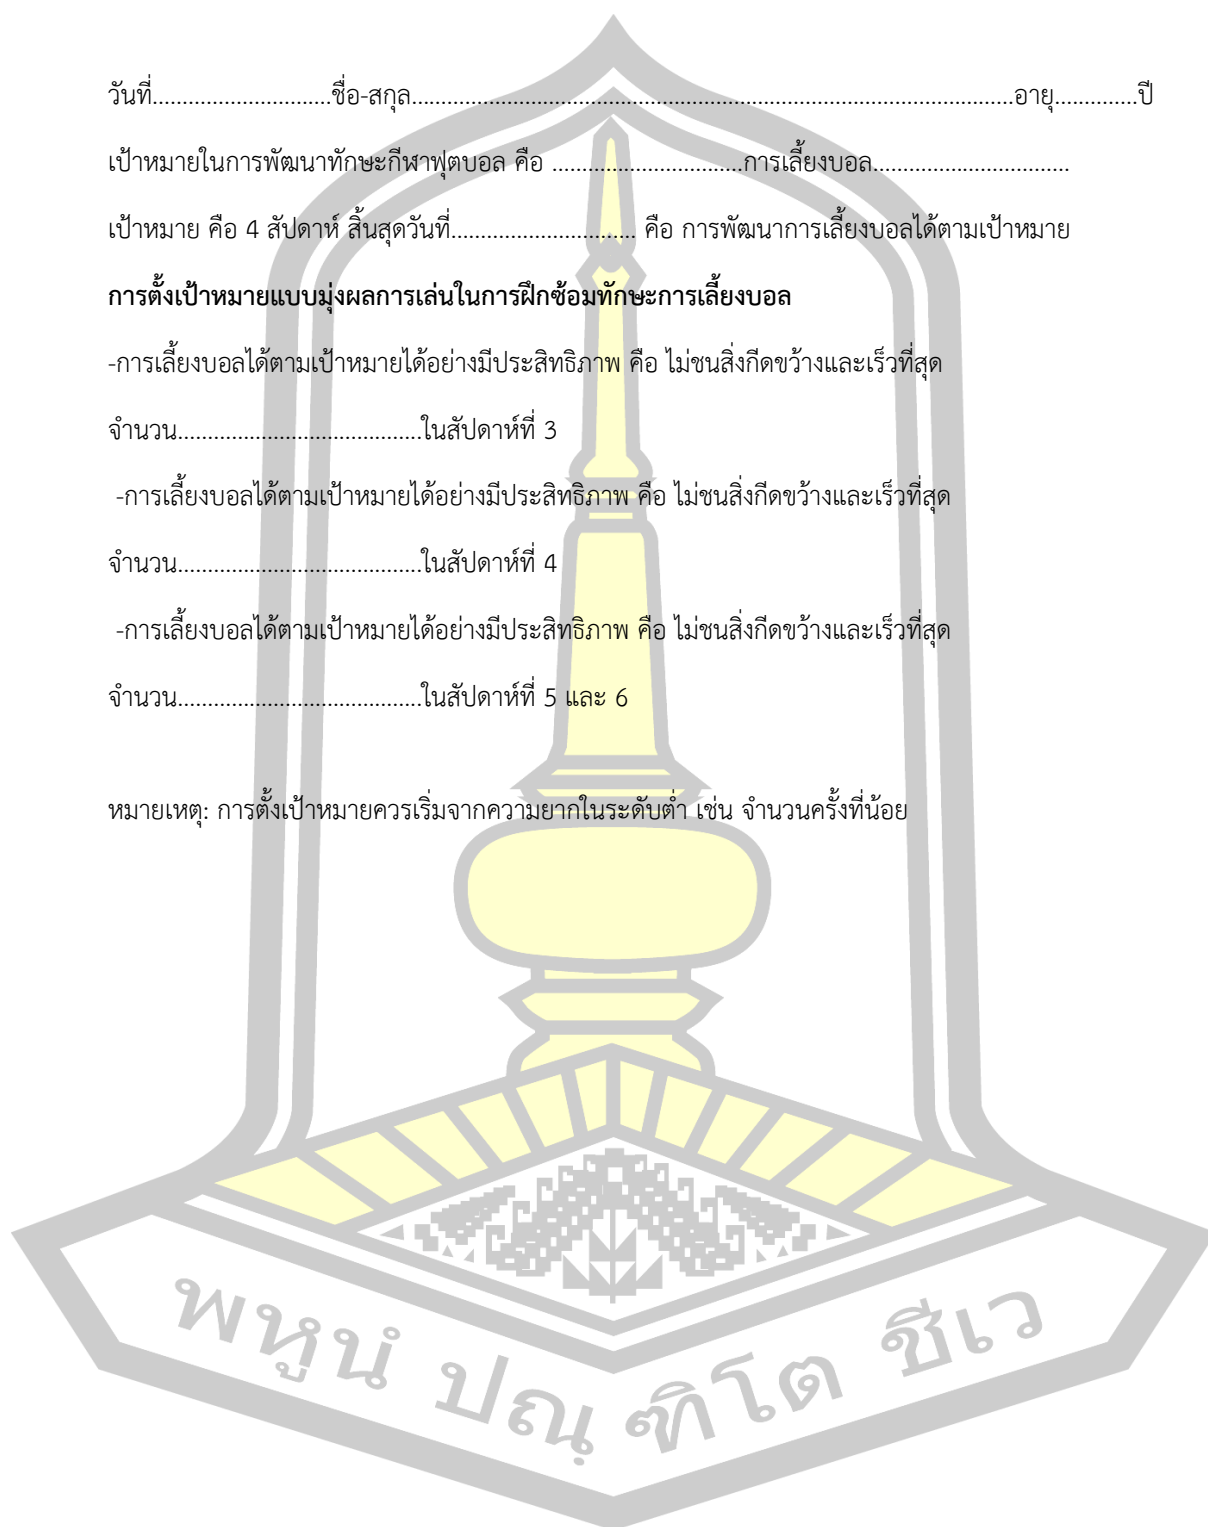 วันที่..............................ชื่อ-สกุล.....................................................................................................อายุ..............ปี
เป้าหมายในการพัฒนาทักษะกีฬาฟุตบอล คือ ................................การเลี้ยงบอล.................................
เป้าหมาย คือ 4 สัปดาห์ สิ้นสุดวันที่............................... คือ การพัฒนาการเลี้ยงบอลได้ตามเป้าหมาย
การตั้งเป้าหมายแบบมุ่งผลการเล่นในการฝึกซ้อมทักษะการเลี้ยงบอล
-การเลี้ยงบอลได้ตามเป้าหมายได้อย่างมีประสิทธิภาพ คือ ไม่ชนสิ่งกีดขว้างและเร็วที่สุด
จำนวน.........................................ในสัปดาห์ที่ 3
-การเลี้ยงบอลได้ตามเป้าหมายได้อย่างมีประสิทธิภาพ คือ ไม่ชนสิ่งกีดขว้างและเร็วที่สุด
จำนวน.........................................ในสัปดาห์ที่ 4
-การเลี้ยงบอลได้ตามเป้าหมายได้อย่างมีประสิทธิภาพ คือ ไม่ชนสิ่งกีดขว้างและเร็วที่สุด
จำนวน.........................................ในสัปดาห์ที่ 5 และ 6
หมายเหตุ: การตั้งเป้าหมายควรเริ่มจากความยากในระดับต่ำ เช่น จำนวนครั้งที่น้อย
พหูนํ ปณฺฑิโต ชีเว